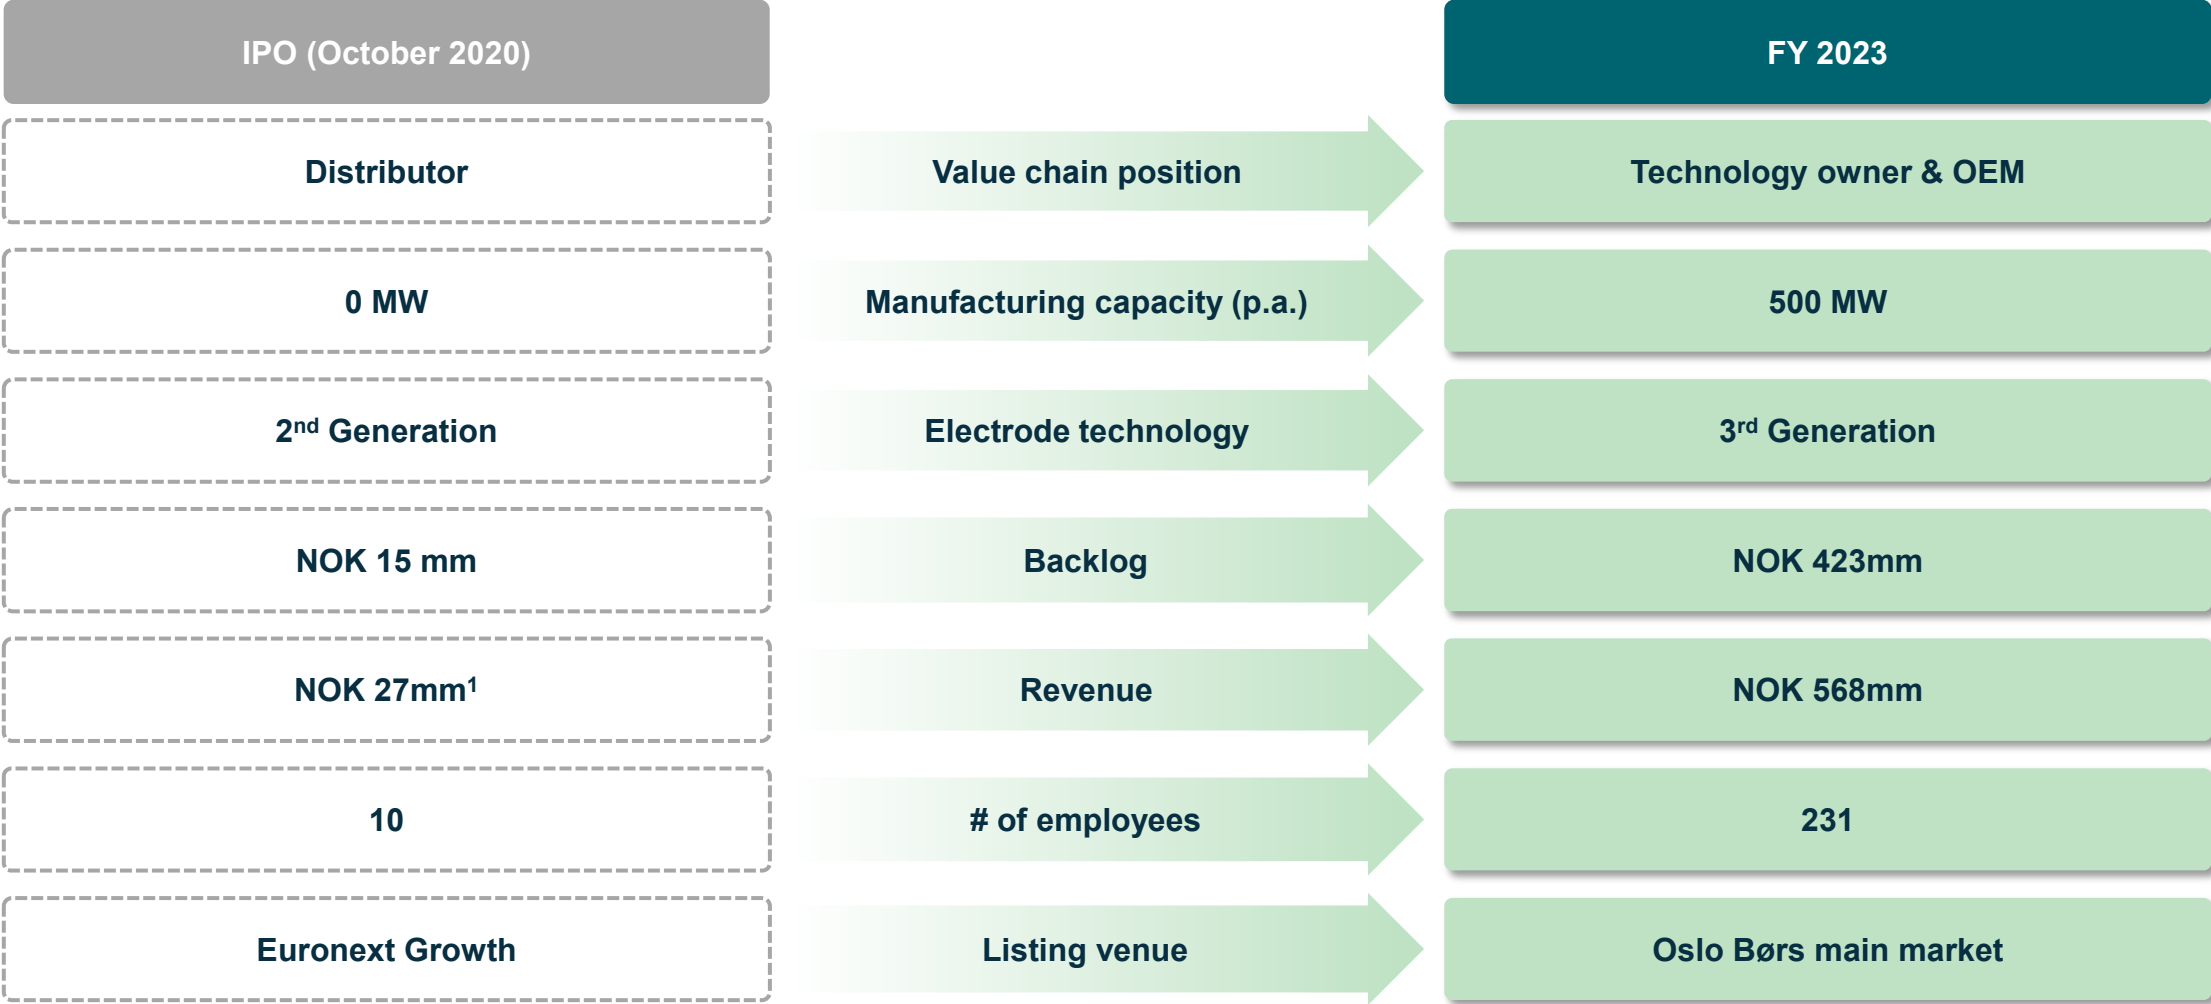 IPO (October 2020)
FY 2023
Distributor
Value chain position
Technology owner & OEM
0 MW
Manufacturing capacity (p.a.)
500 MW
2nd Generation
Electrode technology
3rd Generation
NOK 15 mm
Backlog
NOK 423mm
NOK 27mm¹
Revenue
NOK 568mm
10
# of employees
231
Euronext Growth
Listing venue
Oslo Børs main market